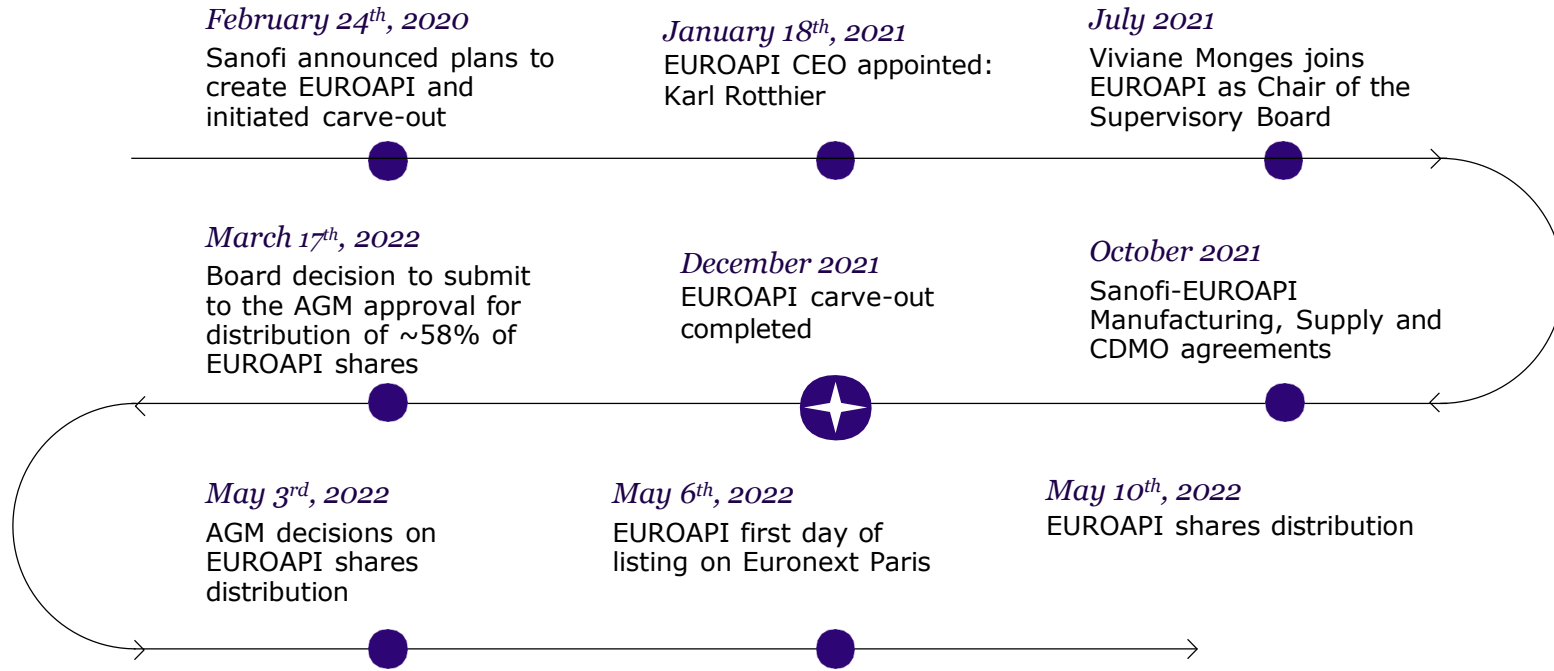 February 24th, 2020
Sanofi announced plans to
create EUROAPI and
initiated carve-out
January 18th, 2021
EUROAPI CEO appointed:
Karl Rotthier
July 2021
Viviane Monges joins
EUROAPI as Chair of the
Supervisory Board
March 17th, 2022
Board decision to submit
to the AGM approval for
distribution of ~58% of
EUROAPI shares
December 2021
EUROAPI carve-out
completed
October 2021
Sanofi-EUROAPI
Manufacturing, Supply and
CDMO agreements
May 3rd, 2022
AGM decisions on
EUROAPI shares
distribution
May 6th, 2022
EUROAPI first day of
listing on Euronext Paris
May 10th, 2022
EUROAPI shares distribution